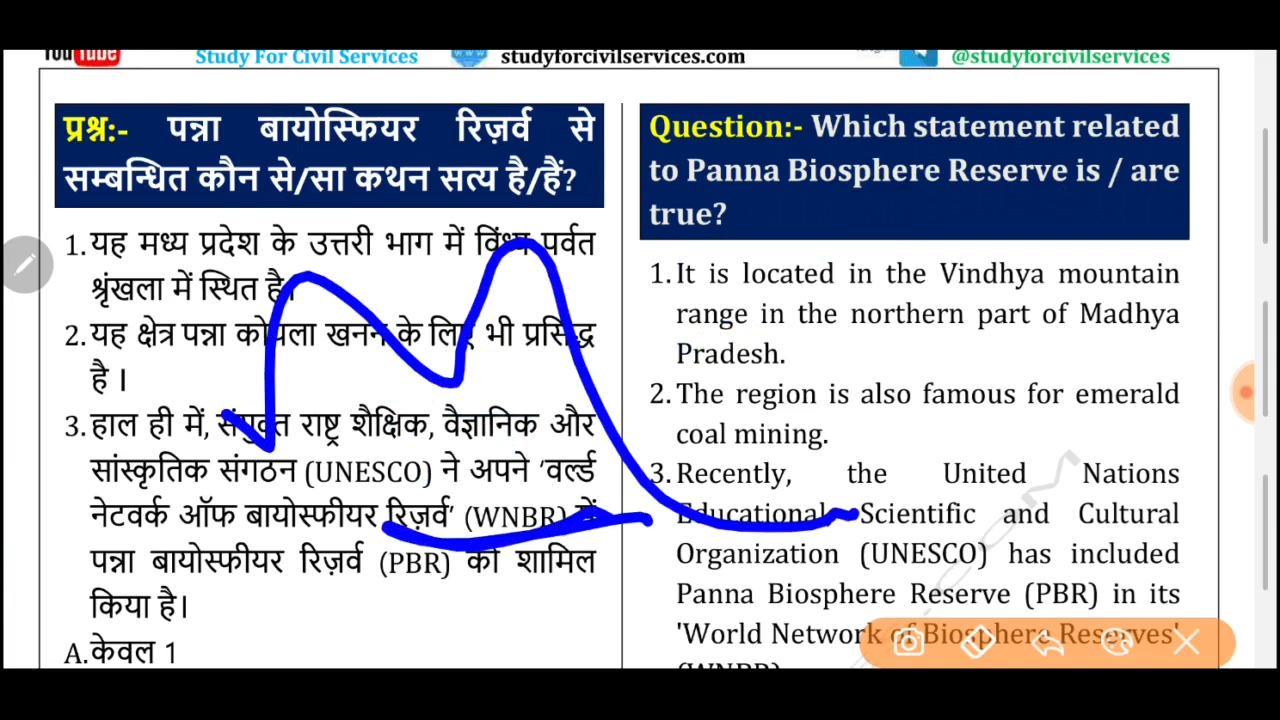 YouTube Study For Civil Services www studyforcivilservices.com @studyforcivilservices
प्रश्न:- पन्ना बायोस्फियर रिज़र्व से
सम्बन्धित कौन से/सा कथन सत्य है/हैं?
1.यह मध्य प्रदेश के उत्तरी भाग में विंध्य पर्वत
श्रृंखला में स्थित है।
2.यह क्षेत्र पन्ना कोयला खनन के लिए भी प्रसिद्ध
है ।
3.हाल ही में, संयुक्त राष्ट्र शैक्षिक, वैज्ञानिक और
सांस्कृतिक संगठन (UNESCO) ने अपने ‘वर्ल्ड
नेटवर्क ऑफ बायोस्फीयर रिज़र्व’ (WNBR) में
पन्ना बायोस्फीयर रिज़र्व (PBR) को शामिल
किया है।
A.केवल 1
Question:- Which statement related
to Panna Biosphere Reserve is / are
true?
1.It is located in the Vindhya mountain
range in the northern part of Madhya
Pradesh.
2.The region is also famous for emerald
coal mining.
3.Recently, the United Nations
Educational Scientific and Cultural
Organization (UNESCO) has included
Panna Biosphere Reserve (PBR) in its
'World Network of Biosphere Reserves'
(WNBR)